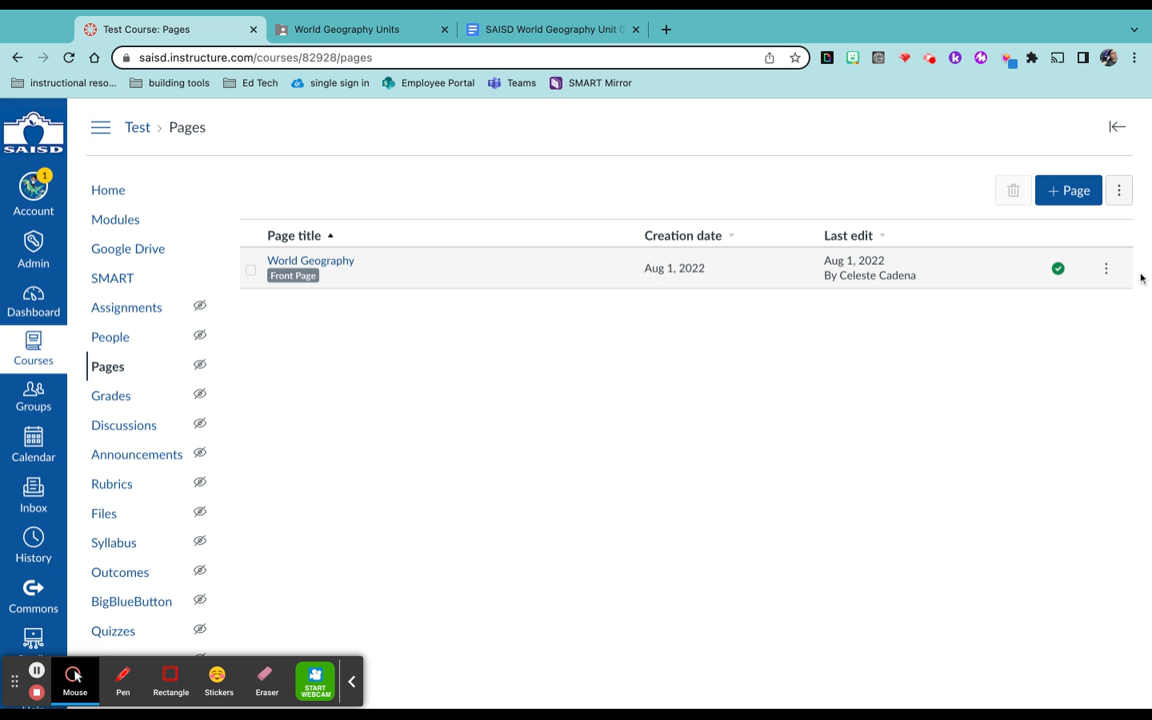 Test Course: Pages
World Geography Units
SAISD World Geography Unit
saisd.instructure.com/courses/82928/pages
instructional reso...
building tools
Ed Tech
single sign in
Employee Portal
Teams
SMART Mirror
SAISD
1
Account
Admin
Dashboard
Courses
Groups
Calendar
Inbox
History
Commons
Test > Pages
Home
Modules
Google Drive
SMART
Assignments
People
Pages
Grades
Discussions
Announcements
Rubrics
Files
Syllabus
Outcomes
BigBlueButton
Quizzes
+ Page
Page title
Creation date
Last edit
World Geography
Front Page
Aug 1, 2022
Aug 1, 2022
By Celeste Cadena
Mouse
Pen
Rectangle
Stickers
Eraser
START
WEBCAM